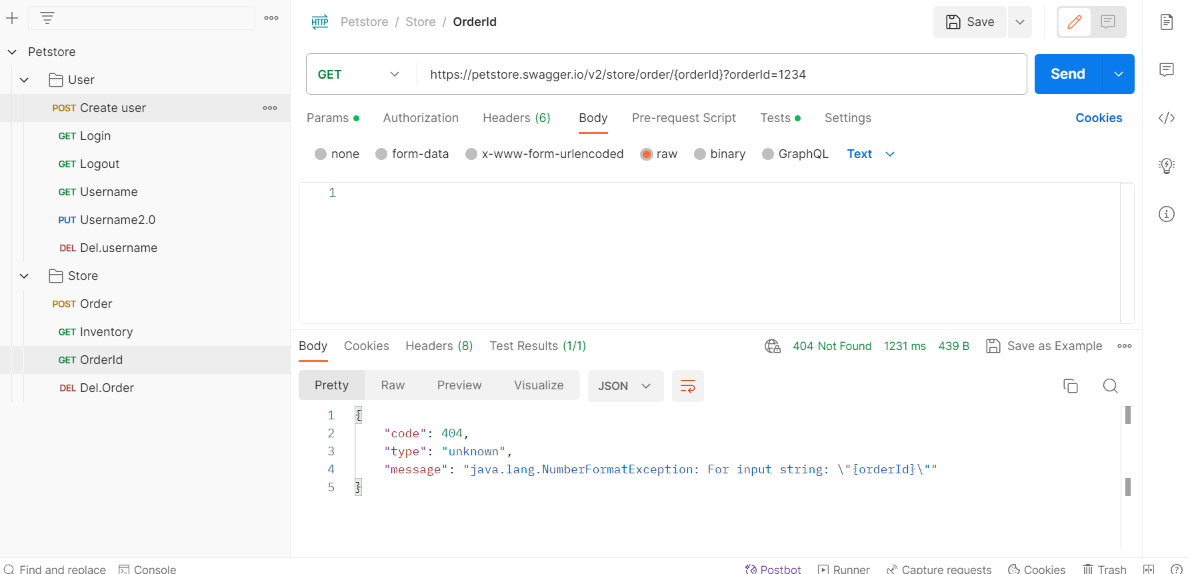 Petstore / Store / OrderId
Save
Petstore
User
POST Create user
GET Login
GET Logout
GET Username
PUT Username2.0
DEL Del.username
Store
POST Order
GET Inventory
GET OrderId
DEL Del.Order
GET https://petstore.swagger.io/v2/store/order/{orderId}?orderId=1234
Send
Params Authorization Headers (6) Body Pre-request Script Tests Settings Cookies
none form-data x-www-form-urlencoded raw binary GraphQL Text
1
Body Cookies Headers (8) Test Results (1/1) 404 Not Found 1231 ms 439 B Save as Example
Pretty Raw Preview Visualize JSON
1 {
2 "code": 404,
3 "type": "unknown",
4 "message": "java.lang.NumberFormatException: For input string: \"{orderId}\""
5 }
Find and replace Console Postbot Runner Capture requests Cookies Trash